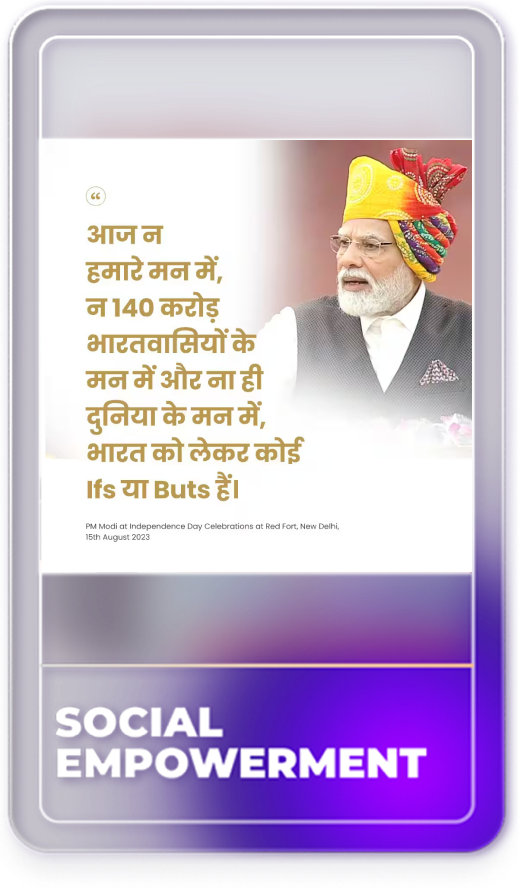 “
आज न
हमारे मन में,
न 140 करोड़
भारतवासियों के
मन में और ना ही
दुनिया के मन में,
भारत को लेकर कोई
Ifs या Buts हैं।
PM Modi at Independence Day Celebrations at Red Fort, New Delhi,
15th August 2023
SOCIAL
EMPOWERMENT